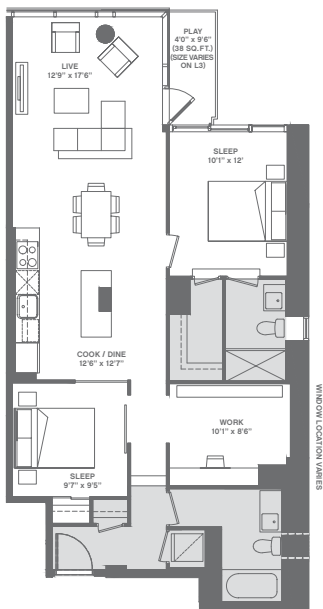 PLAY
4'0" x 9'6"
(38 SQ.FT.)
(SIZE VARIES
ON L3)
LIVE
12'9" x 17'6"
SLEEP
10'1" x 12'
COOK / DINE
12'6" x 12'7"
WORK
10'1" x 8'6"
SLEEP
9'7" x 9'5"
WINDOW LOCATION VARIES